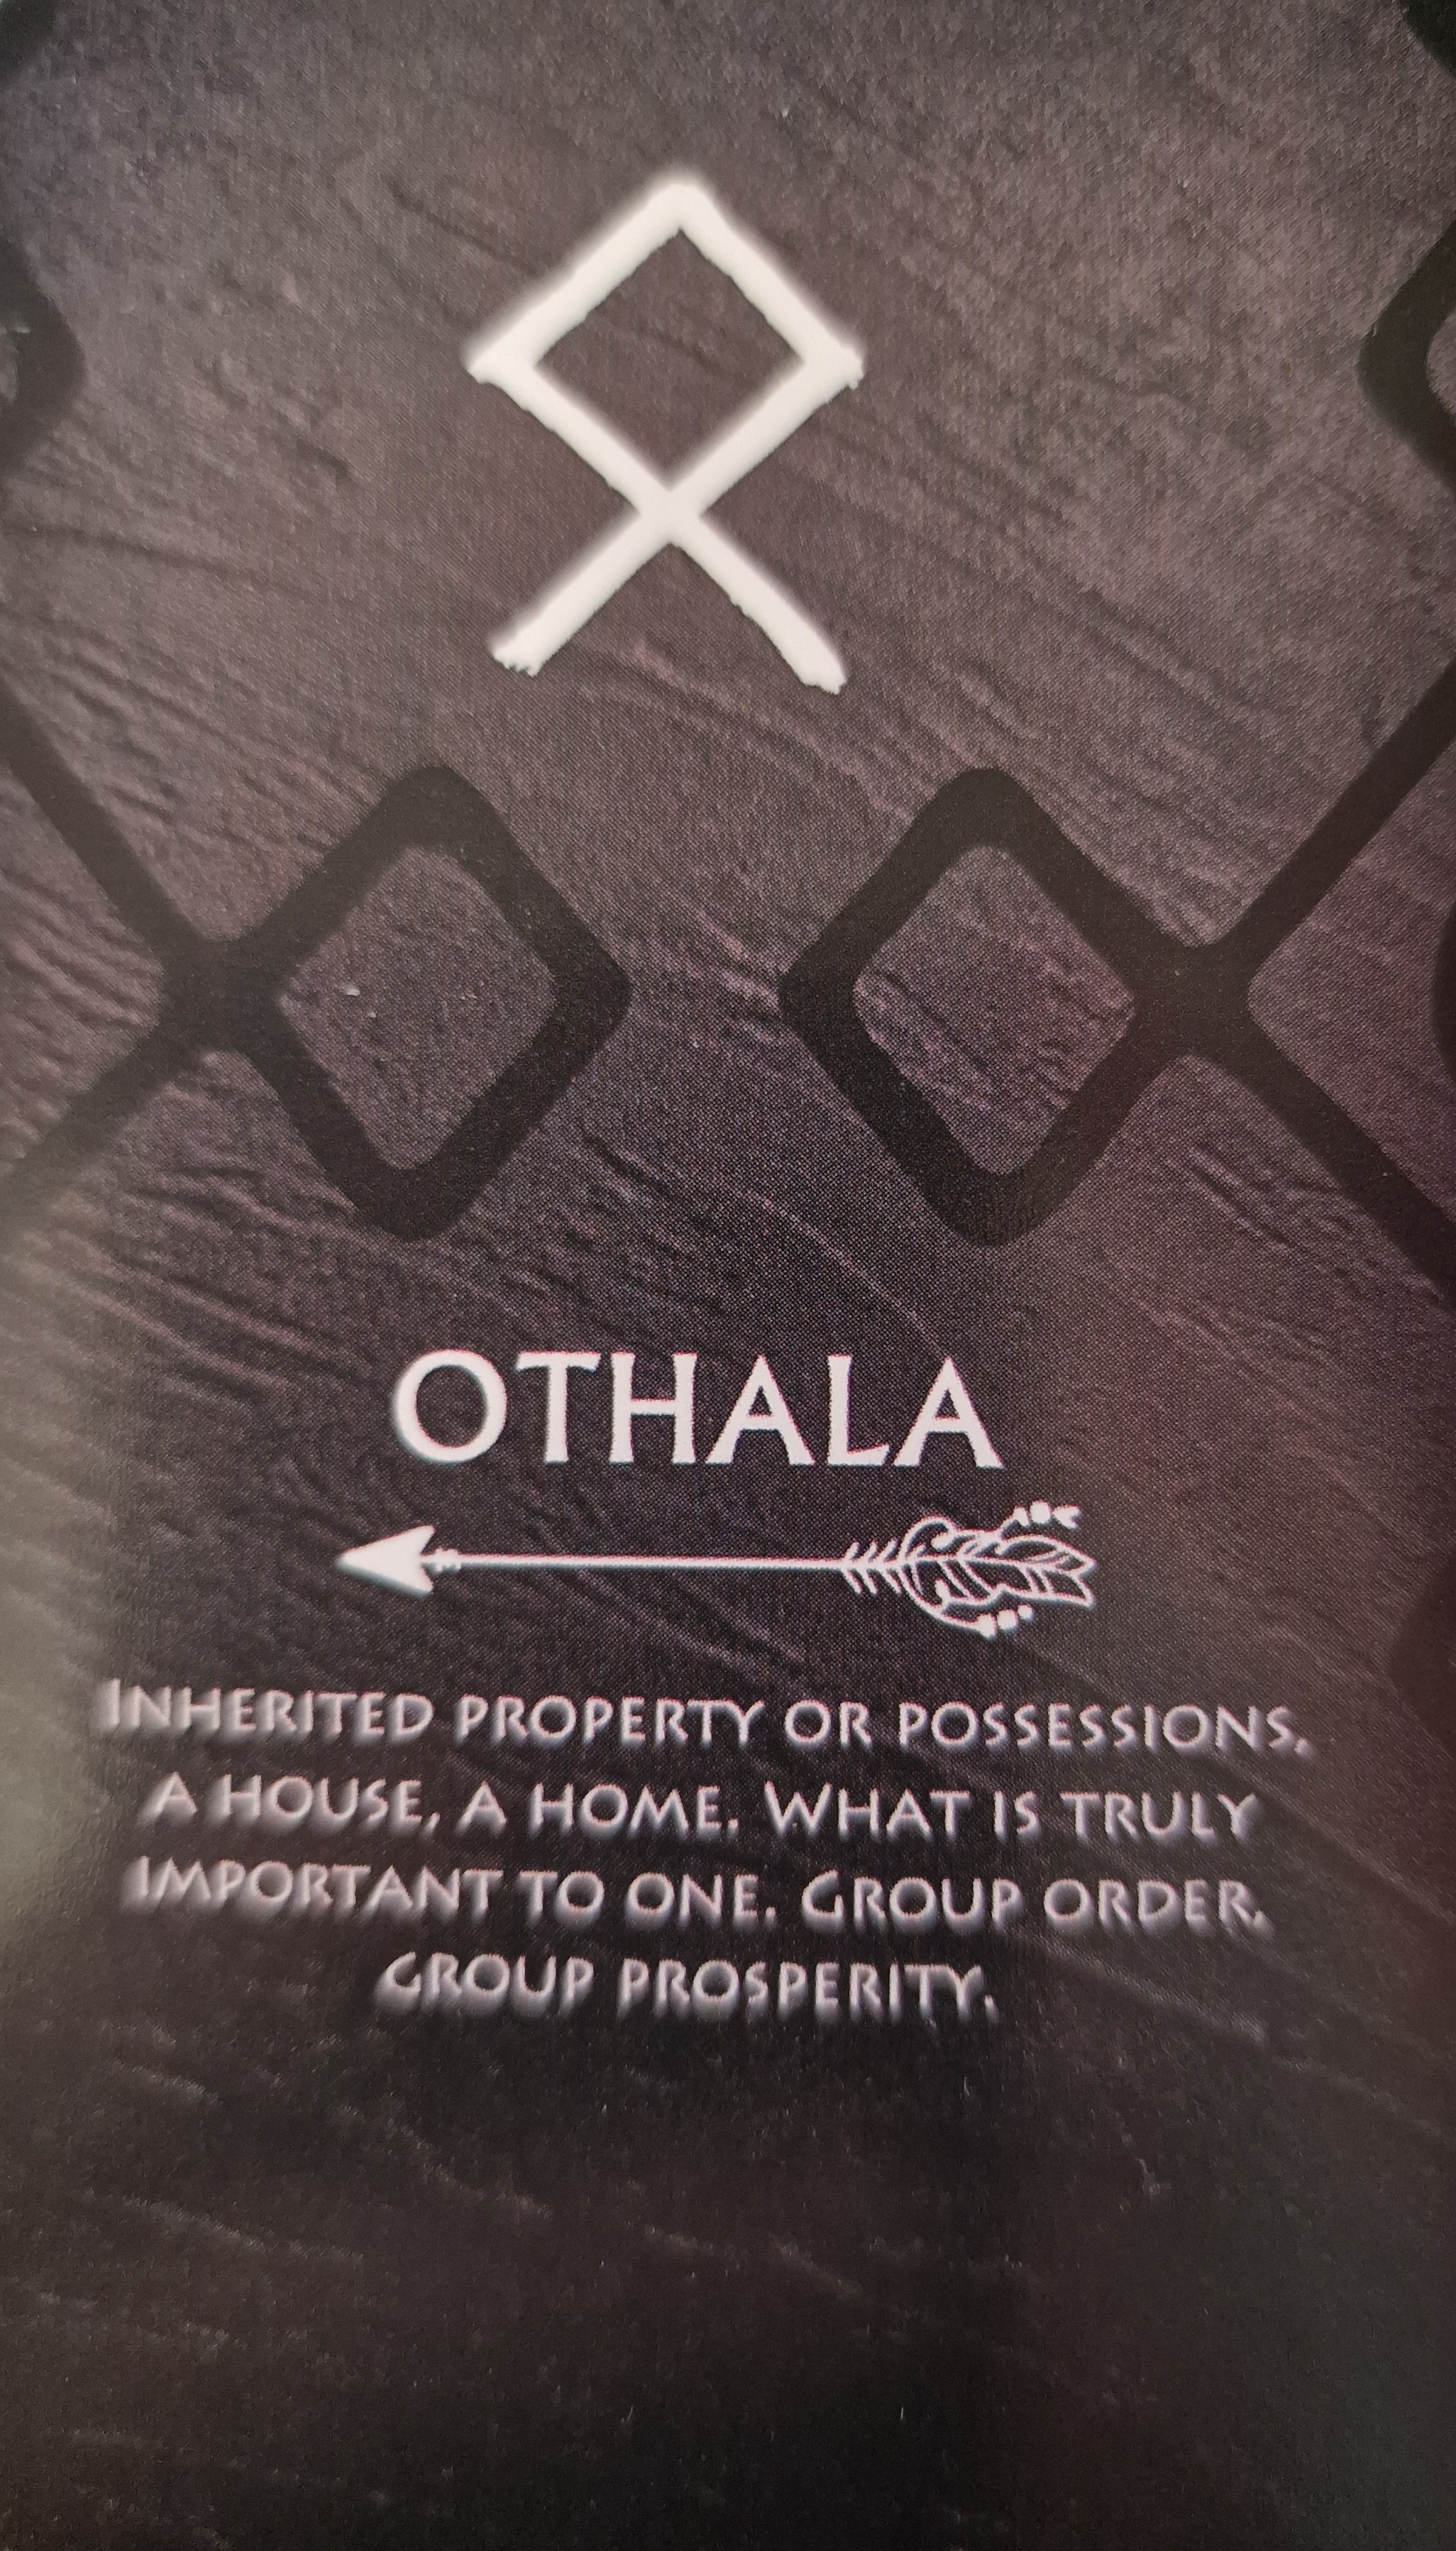 ᛟ
OTHALA
INHERITED PROPERTY OR POSSESSIONS,
A HOUSE, A HOME. WHAT IS TRULY
IMPORTANT TO ONE. GROUP ORDER,
GROUP PROSPERITY.